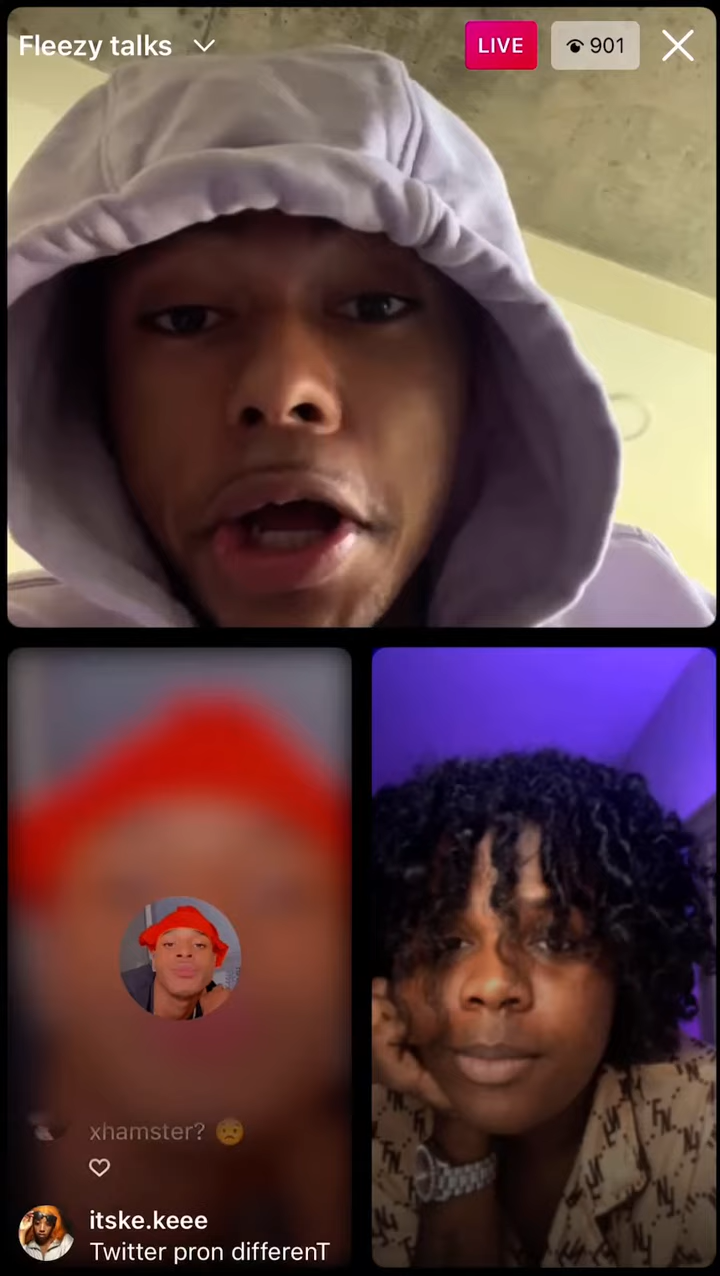 Fleezy talks
LIVE
901
xhamster? 😟
itske.keee
Twitter pron differenT